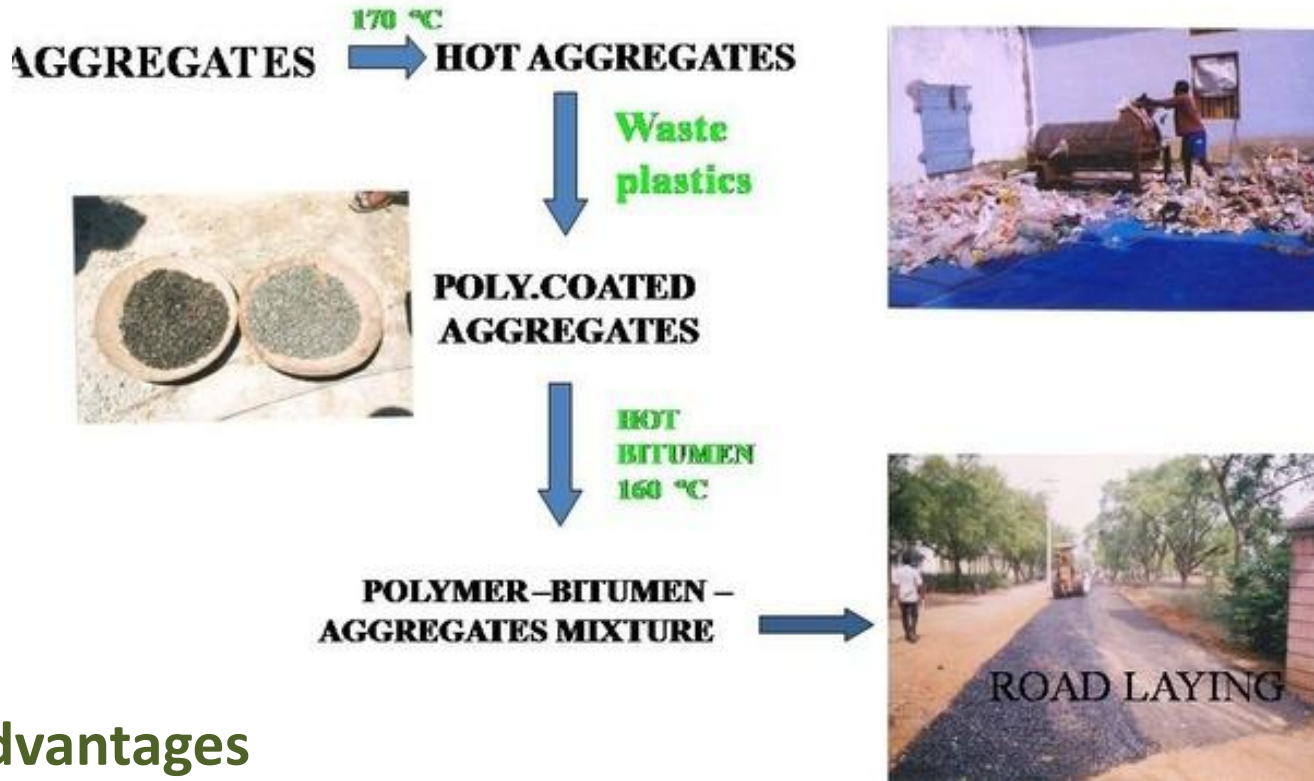 170 °C
AGGREGATES
HOT AGGREGATES
Waste
plastics
POLY.COATED
AGGREGATES
HOT
BITUMEN
160 °C
POLYMER–BITUMEN –
AGGREGATES MIXTURE
ROAD LAYING
dvantages